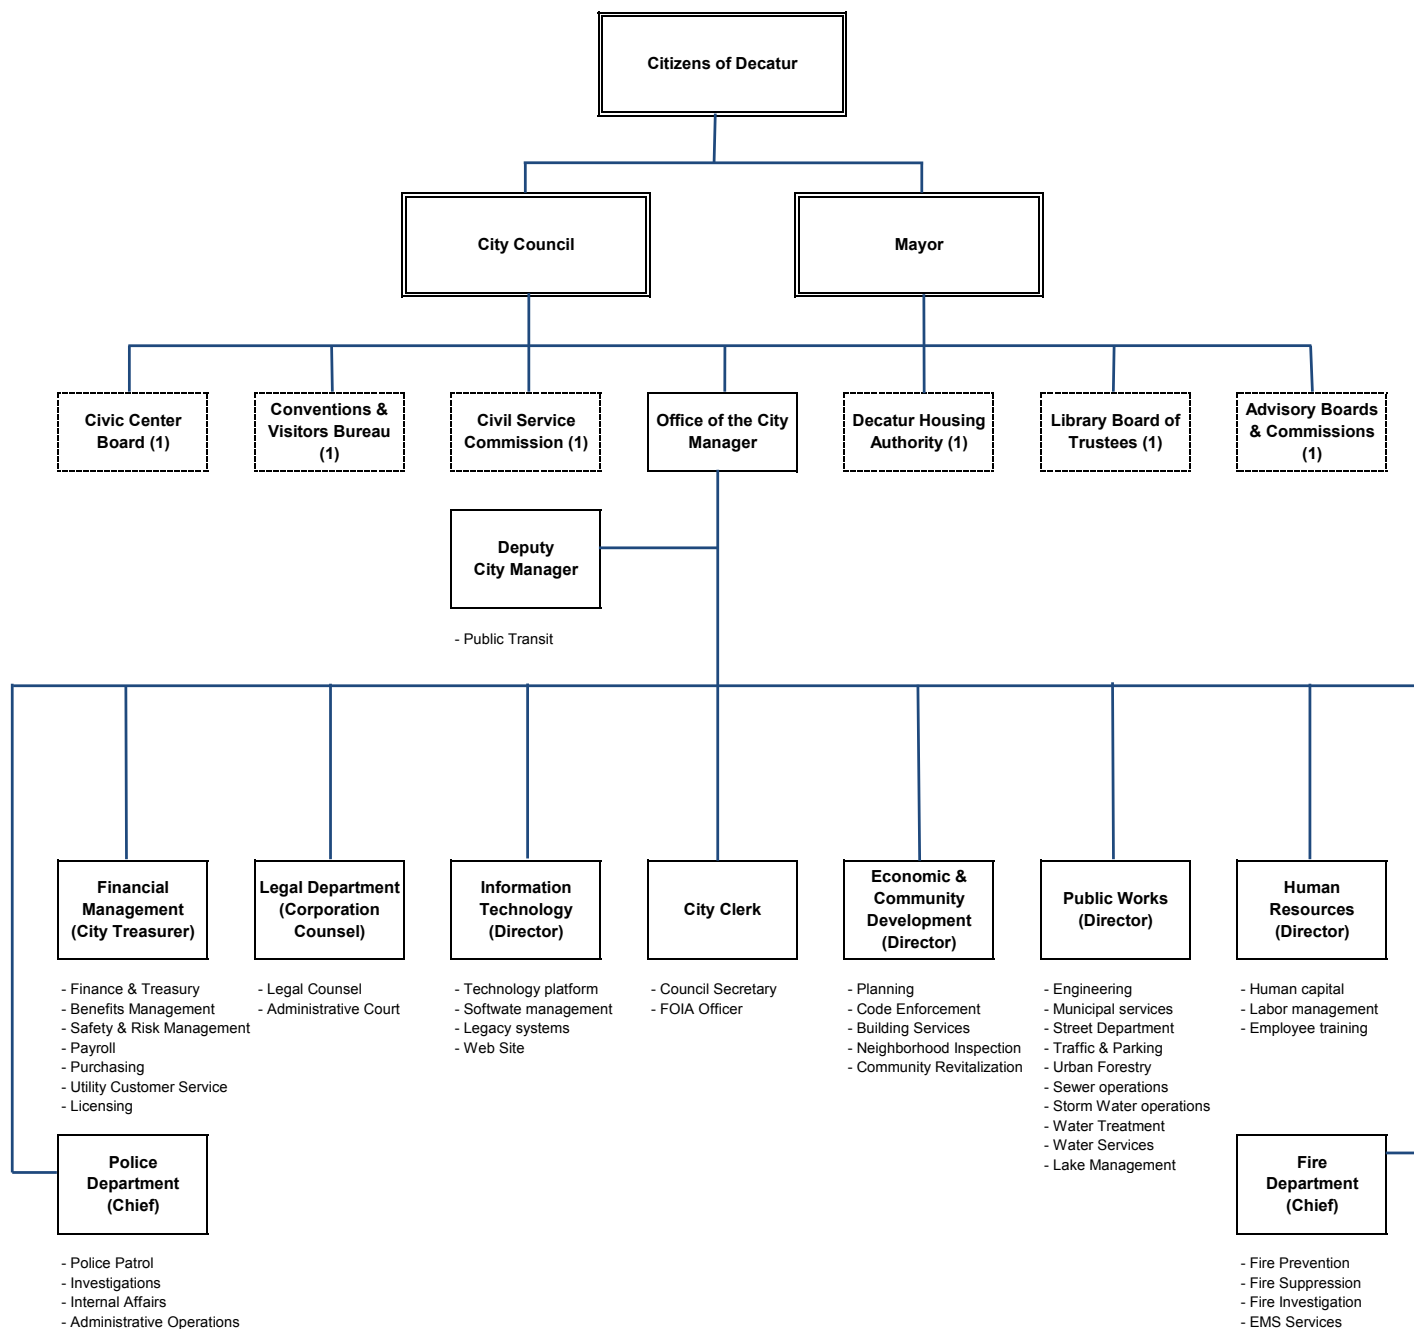 Citizens of Decatur
City Council
Mayor
Civic Center
Board (1)
Conventions &
Visitors Bureau
(1)
Civil Service
Commission (1)
Office of the City
Manager
Decatur Housing
Authority (1)
Library Board of
Trustees (1)
Advisory Boards
& Commissions
(1)
Deputy
City Manager
- Public Transit
Financial
Management
(City Treasurer)
- Finance & Treasury
- Benefits Management
- Safety & Risk Management
- Payroll
- Purchasing
- Utility Customer Service
- Licensing
Legal Department
(Corporation
Counsel)
- Legal Counsel
- Administrative Court
Information
Technology
(Director)
- Technology platform
- Softwate management
- Legacy systems
- Web Site
City Clerk
- Council Secretary
- FOIA Officer
Economic &
Community
Development
(Director)
- Planning
- Code Enforcement
- Building Services
- Neighborhood Inspection
- Community Revitalization
Public Works
(Director)
- Engineering
- Municipal services
- Street Department
- Traffic & Parking
- Urban Forestry
- Sewer operations
- Storm Water operations
- Water Treatment
- Water Services
- Lake Management
Human
Resources
(Director)
- Human capital
- Labor management
- Employee training
Police
Department
(Chief)
- Police Patrol
- Investigations
- Internal Affairs
- Administrative Operations
Fire
Department
(Chief)
- Fire Prevention
- Fire Suppression
- Fire Investigation
- EMS Services